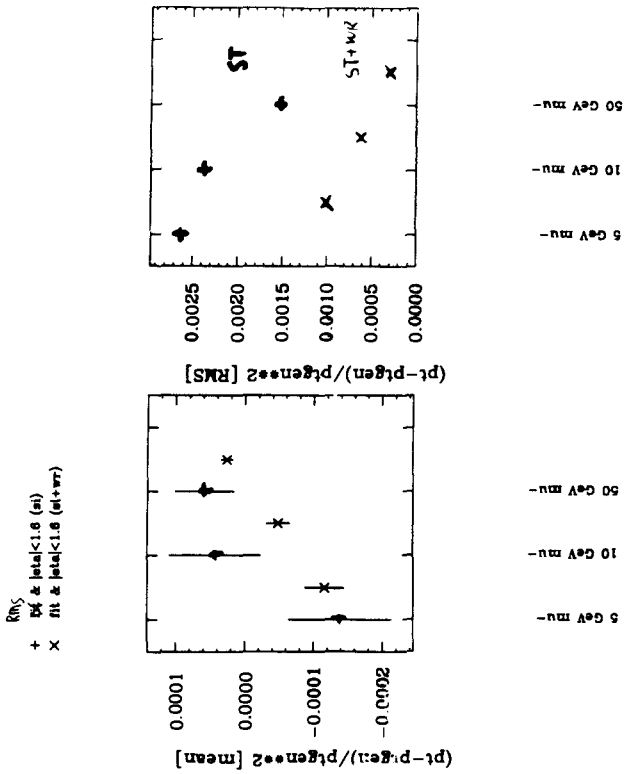 Rms
+ fit & |eta|<1.6 (si)
× fit & |eta|<1.6 (si+wr)
(pt-ptgen)/ptgen**2 [mean]
0.0001
0.0000
-0.0001
-0.0002
5 GeV mu-
10 GeV mu-
50 GeV mu-
(pt-ptgen)/ptgen**2 [RMS]
0.0025
0.0020
0.0015
0.0010
0.0005
0.0000
ST
ST+WR
5 GeV mu-
10 GeV mu-
50 GeV mu-